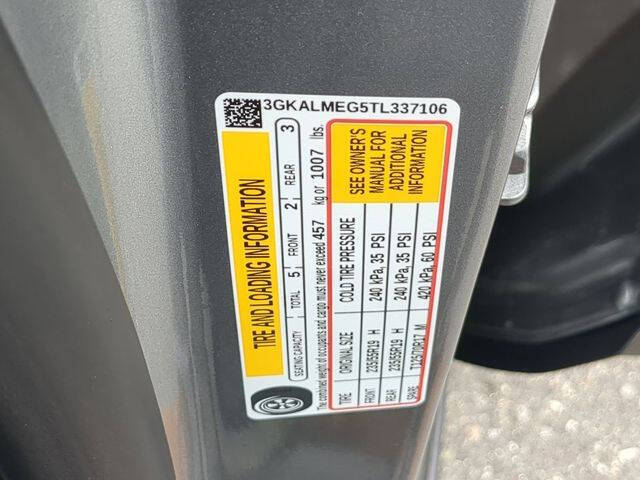 3GKALMEG5TL337106
TIRE AND LOADING INFORMATION
SEATING CAPACITY TOTAL 5 FRONT 2 REAR 3
The combined weight of occupants and cargo must never exceed 457 kg or 1007 lbs.
TIRE ORIGINAL SIZE COLD TIRE PRESSURE
FRONT 235/65R19 H 240 kPa, 35 PSI
REAR 235/65R19 H 240 kPa, 35 PSI
SPARE T125/70R17 M 420 kPa, 60 PSI
SEE OWNER'S
MANUAL FOR
ADDITIONAL
INFORMATION